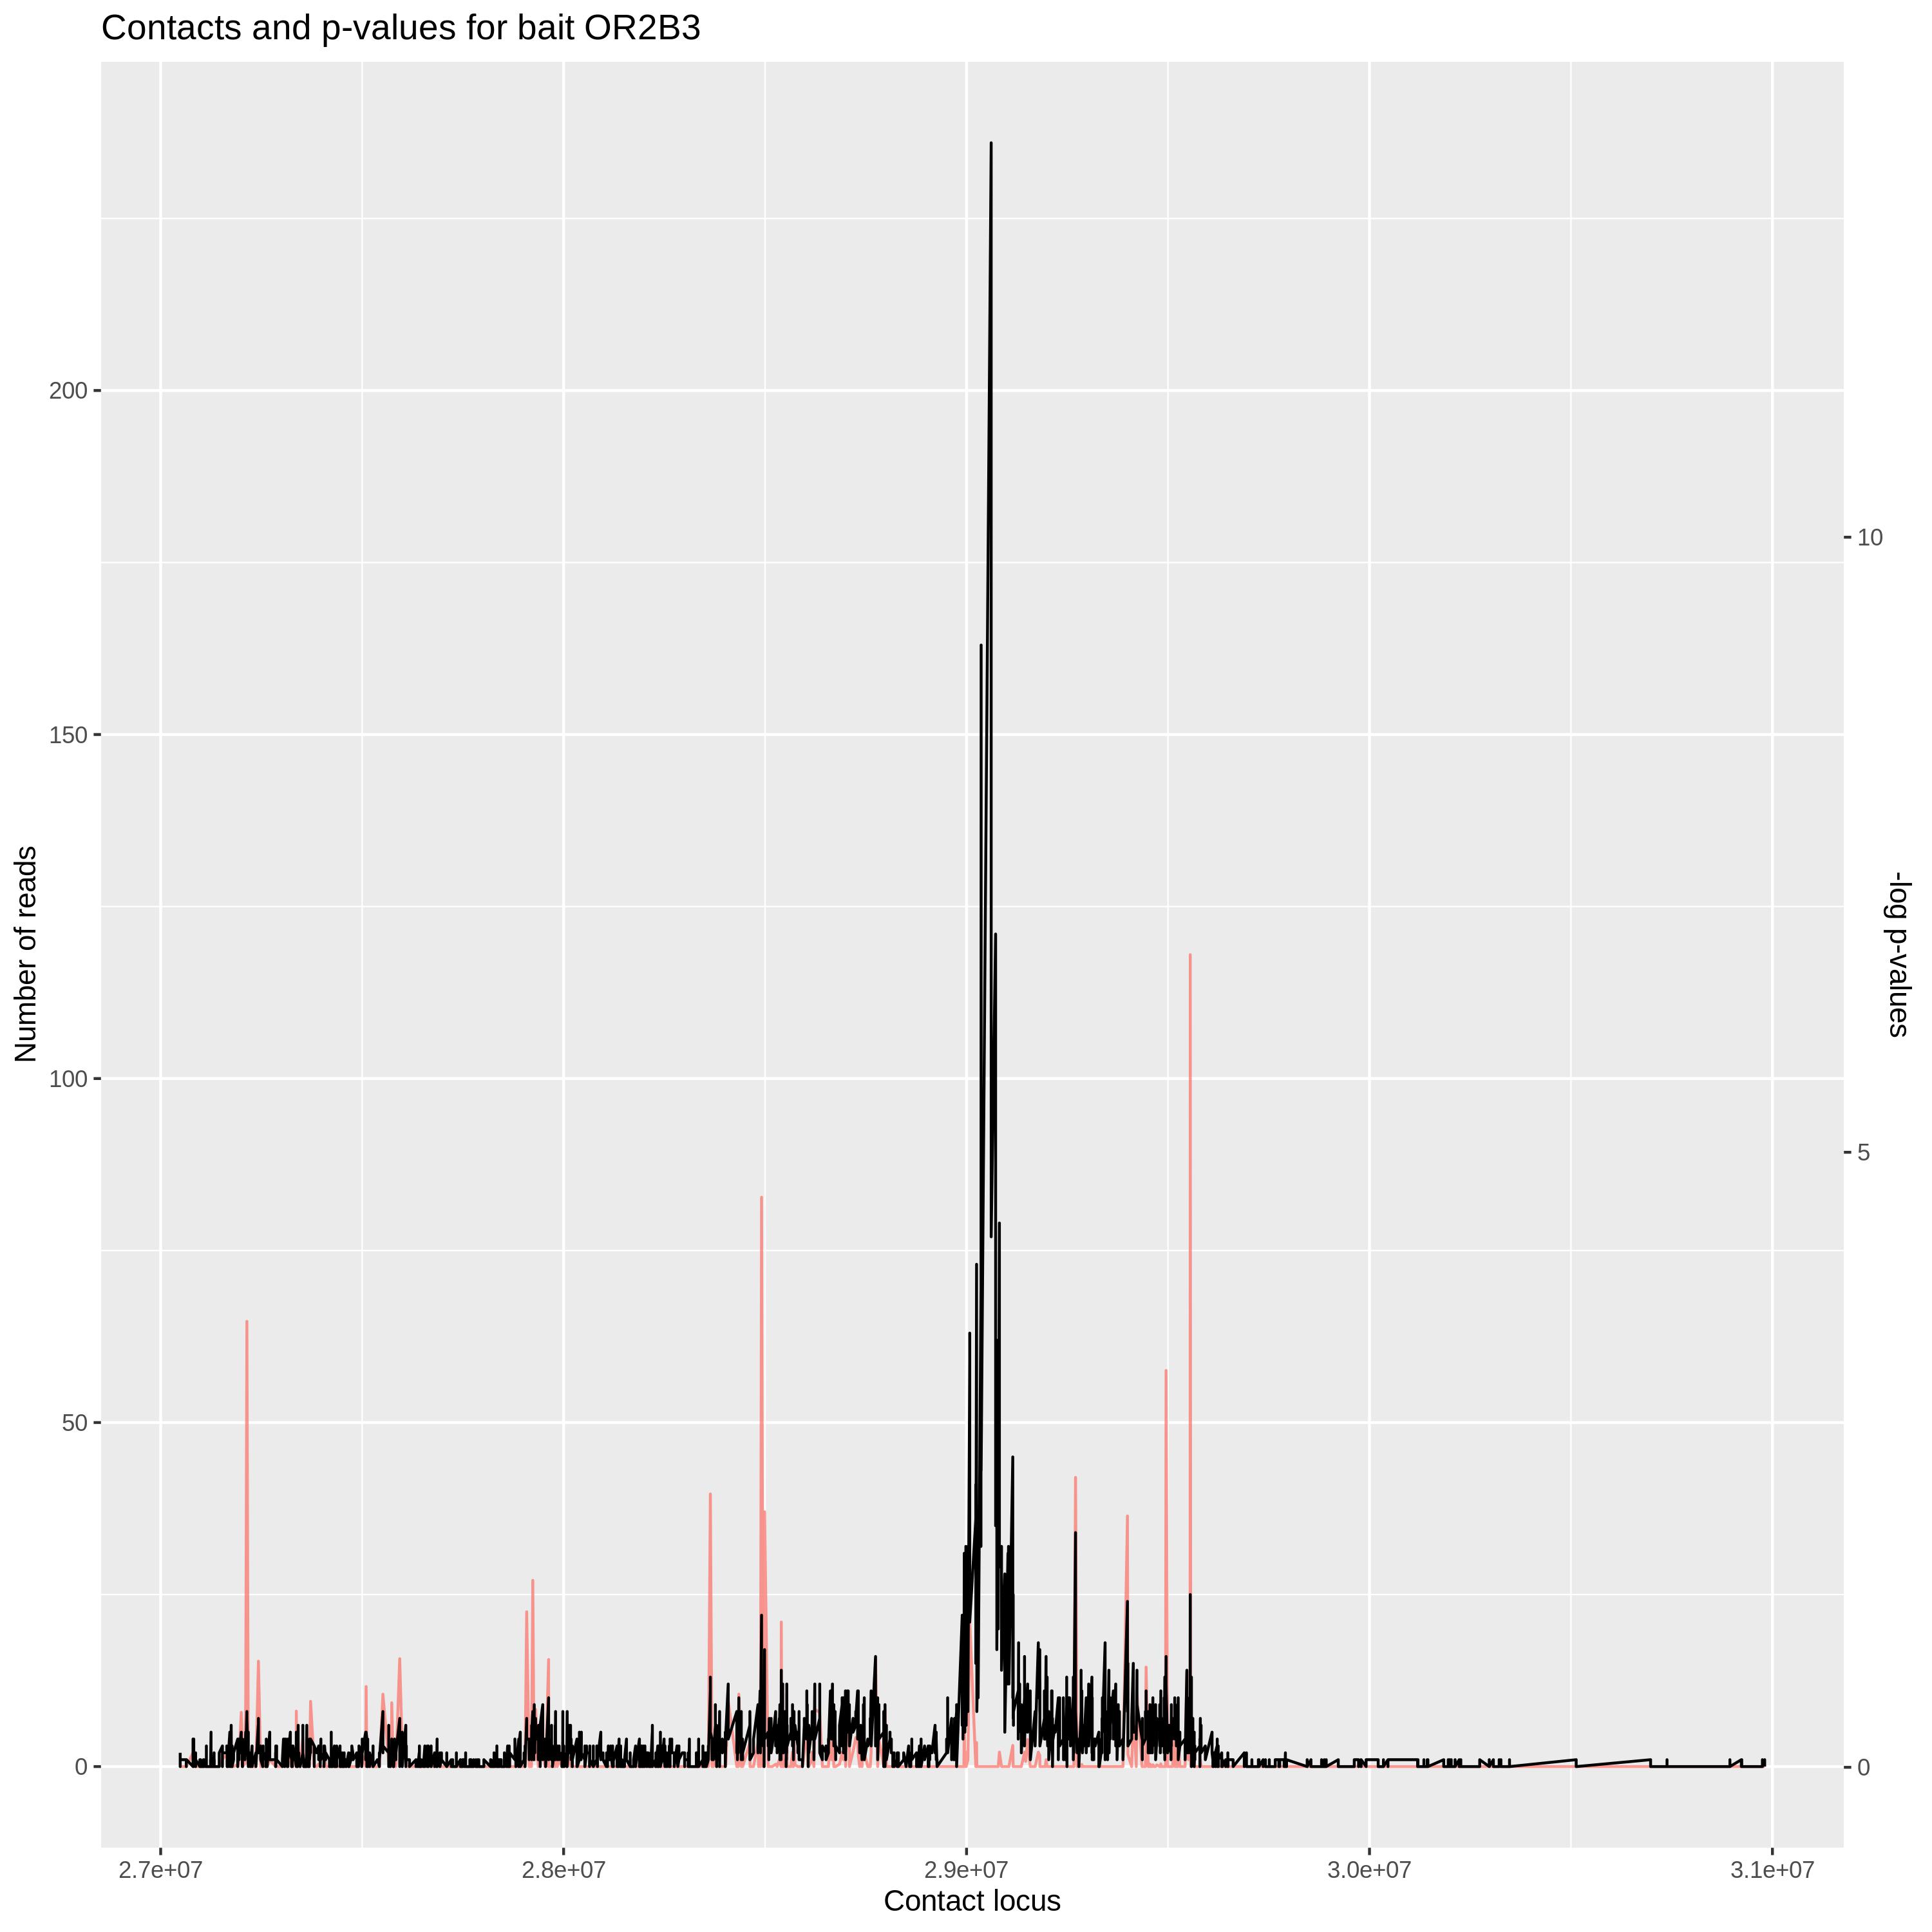 Contacts and p-values for bait OR2B3
Number of reads
200
150
100
50
0
10
5
0
-log p-values
2.7e+07
2.8e+07
2.9e+07
3.0e+07
3.1e+07
Contact locus